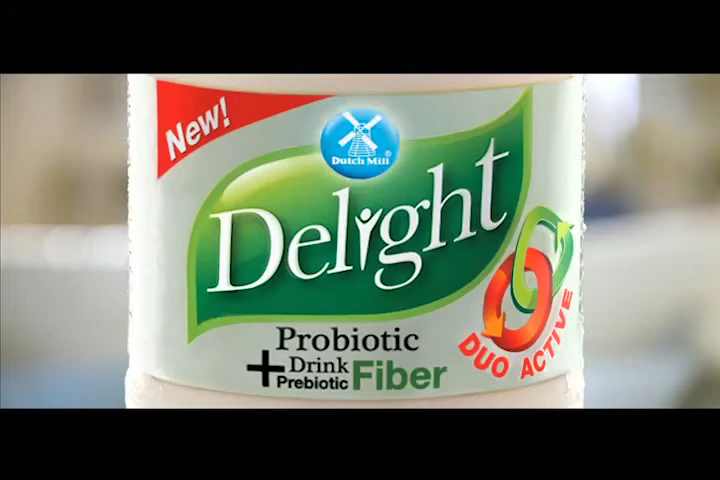 New!
Dutch Mill®
Delight
Probiotic
Drink
+ Prebiotic Fiber
DUO ACTIVE